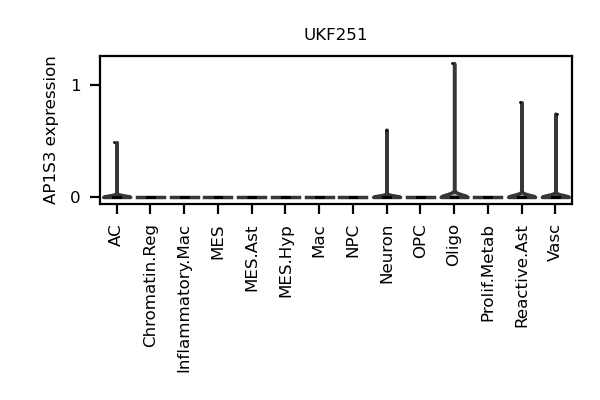 UKF251
AP1S3 expression
1
0
AC
Chromatin.Reg
Inflammatory.Mac
MES
MES.Ast
MES.Hyp
Mac
NPC
Neuron
OPC
Oligo
Prolif.Metab
Reactive.Ast
Vasc